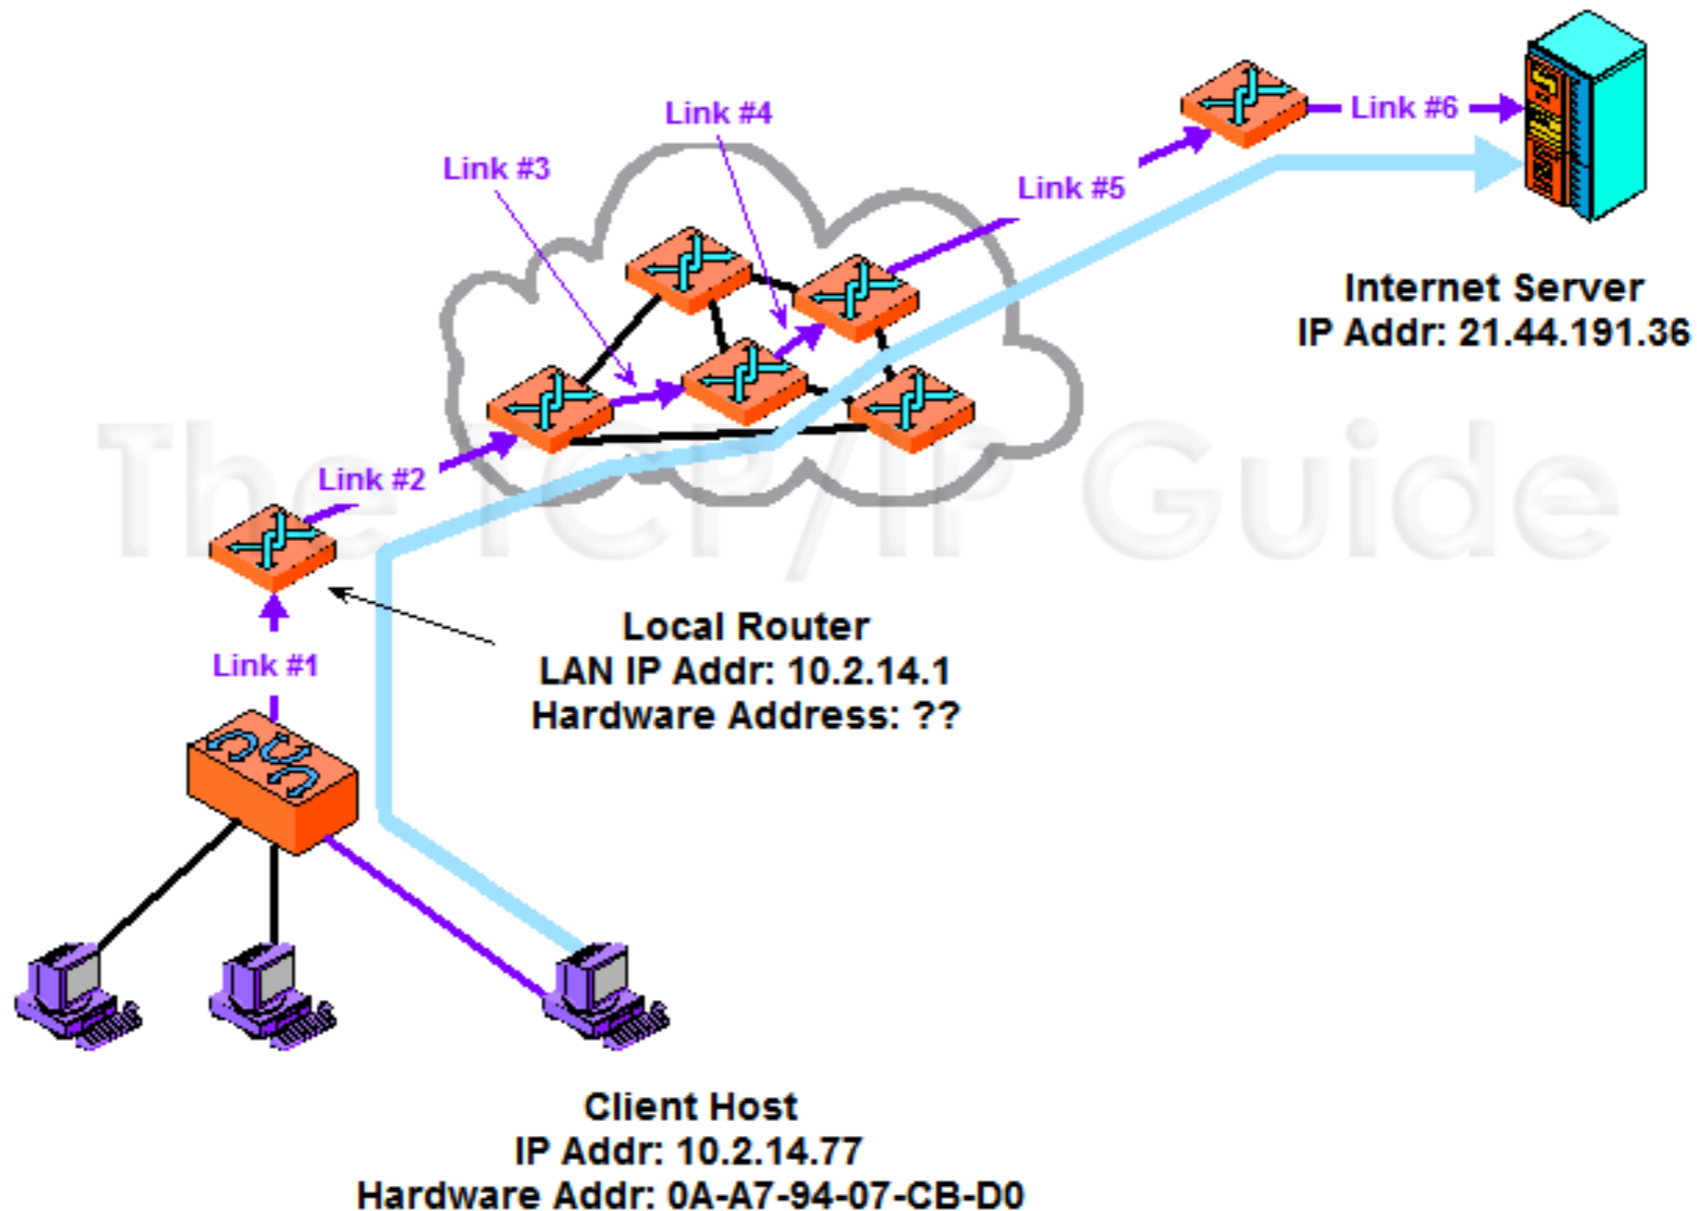 Link #4
Link #6
Link #3
Link #5
Internet Server
IP Addr: 21.44.191.36
The TCP/IP Guide
Link #2
Local Router
LAN IP Addr: 10.2.14.1
Hardware Address: ??
Link #1
Client Host
IP Addr: 10.2.14.77
Hardware Addr: 0A-A7-94-07-CB-D0